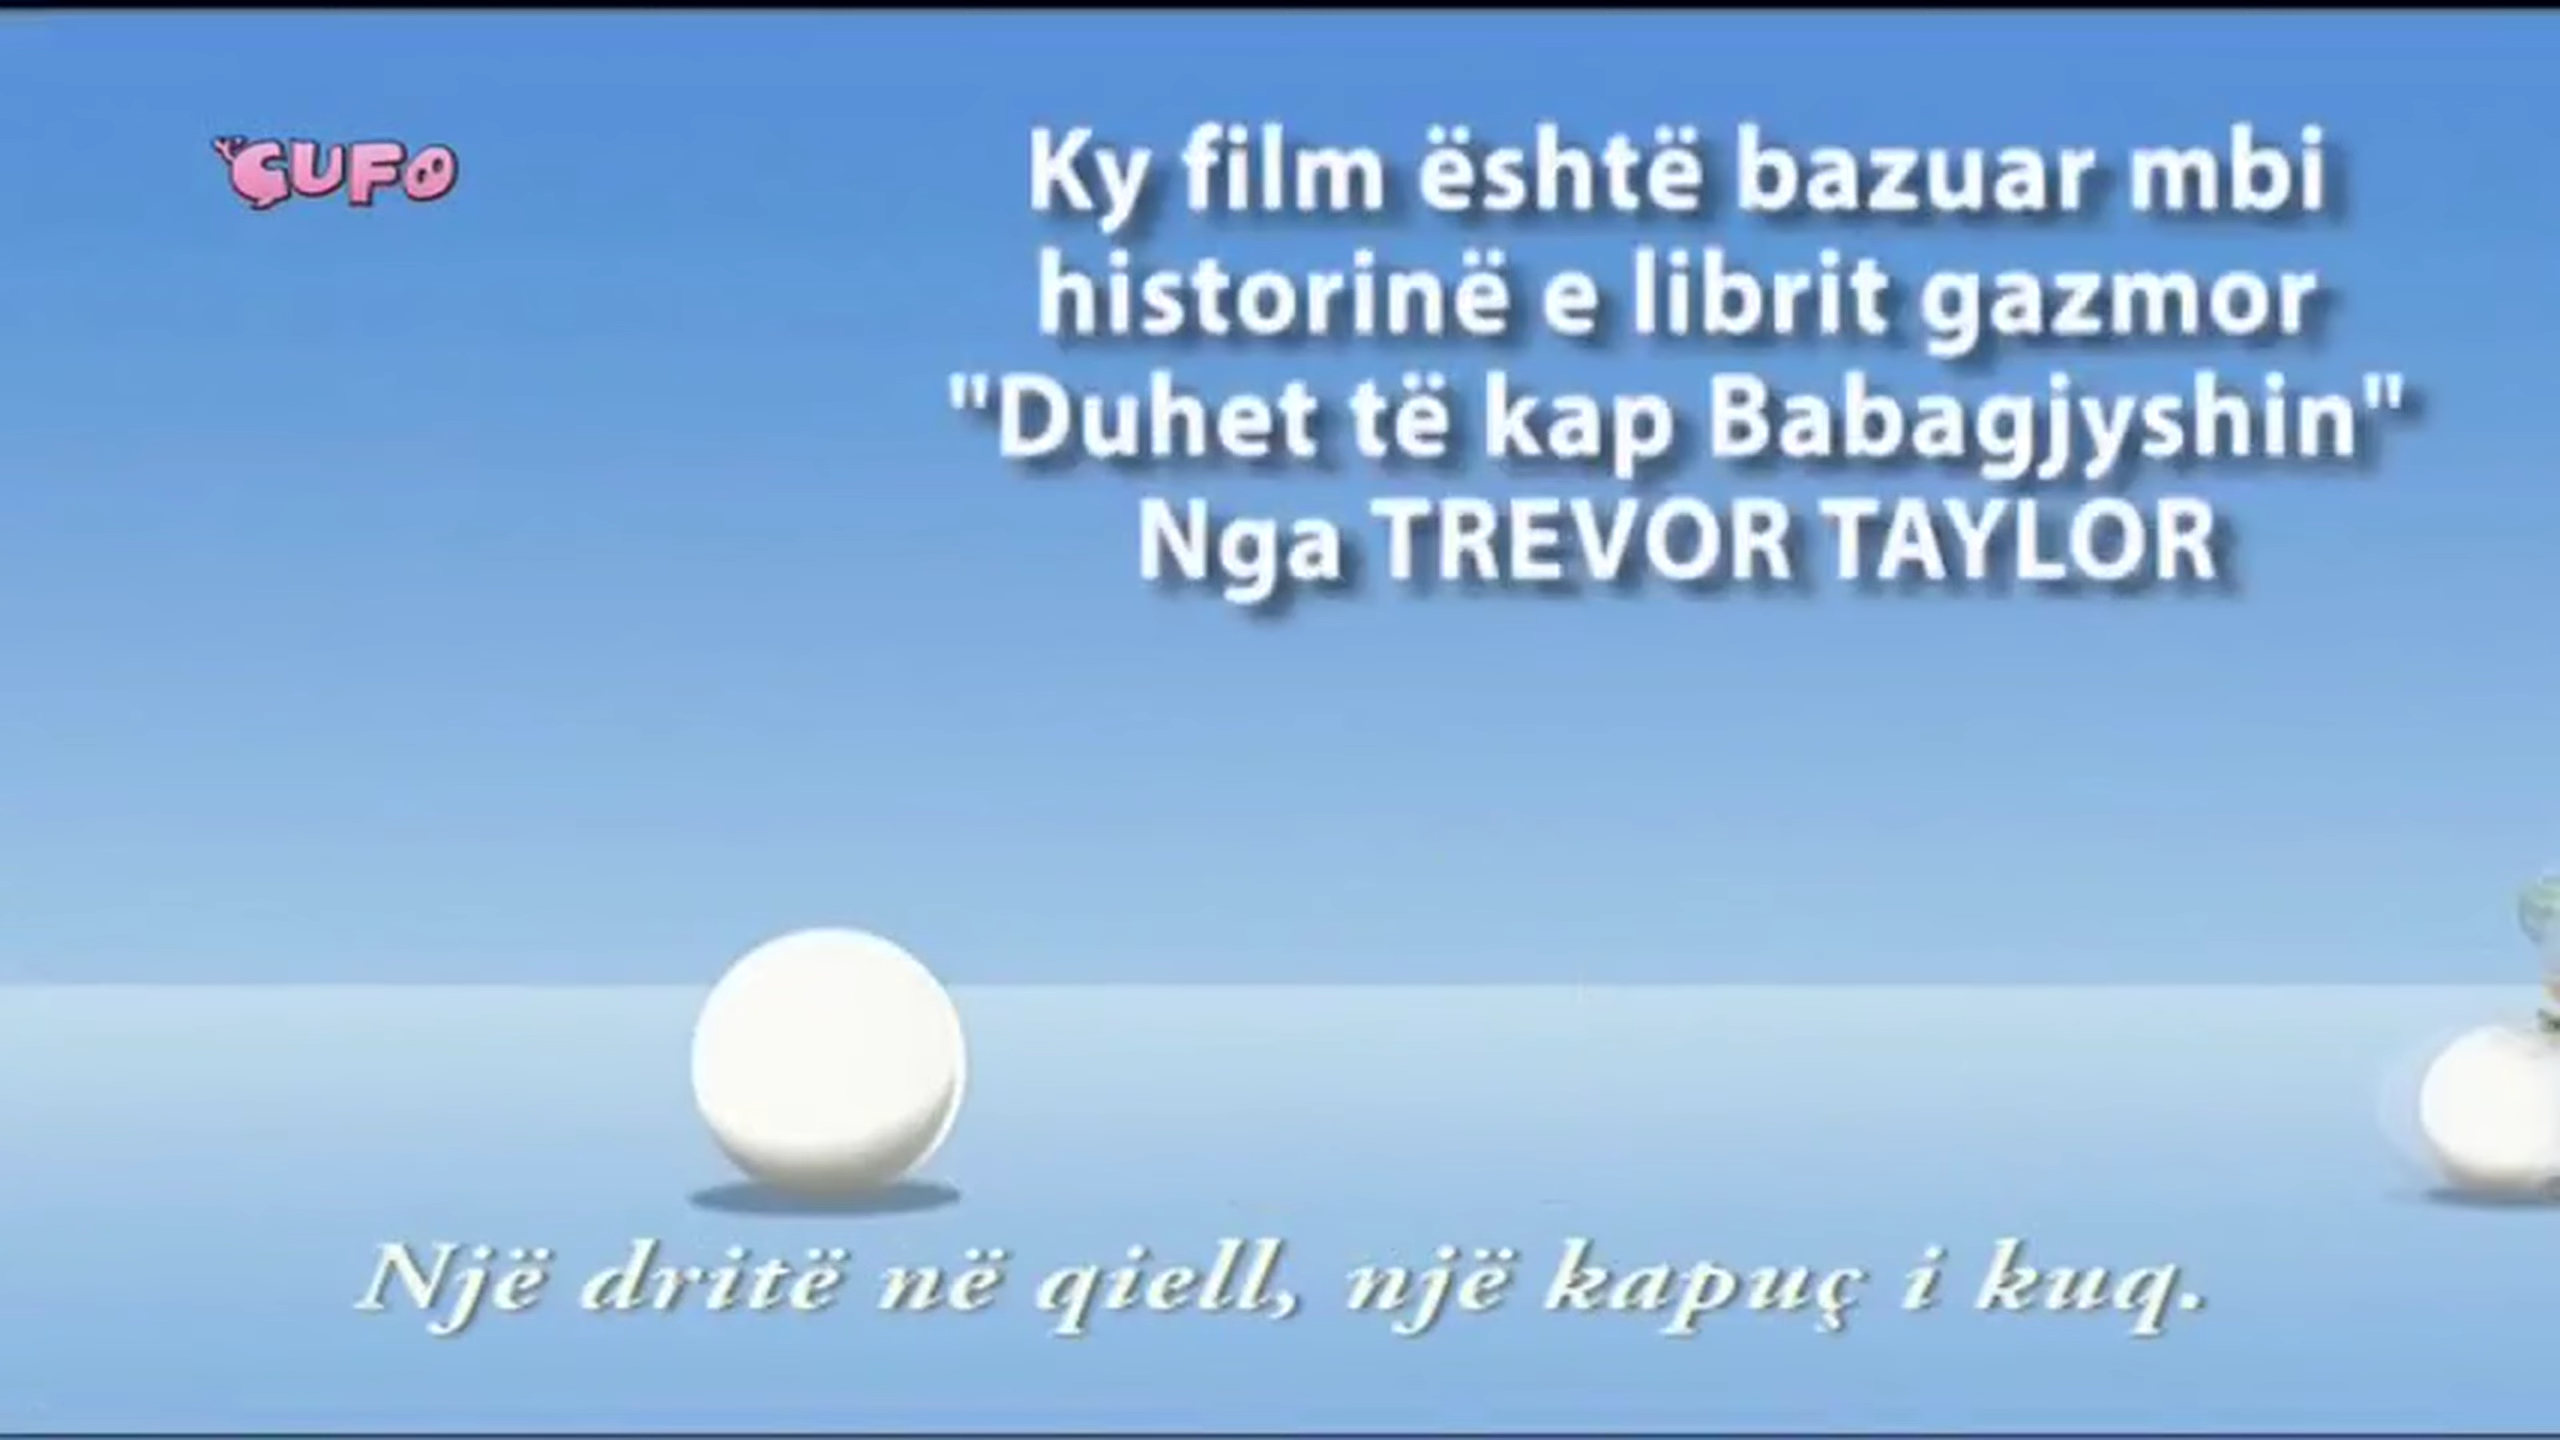 ÇUFO
Ky film është bazuar mbi
historinë e librit gazmor
"Duhet të kap Babagjyshin"
Nga TREVOR TAYLOR
Një dritë në qiell, një kapuç i kuq.